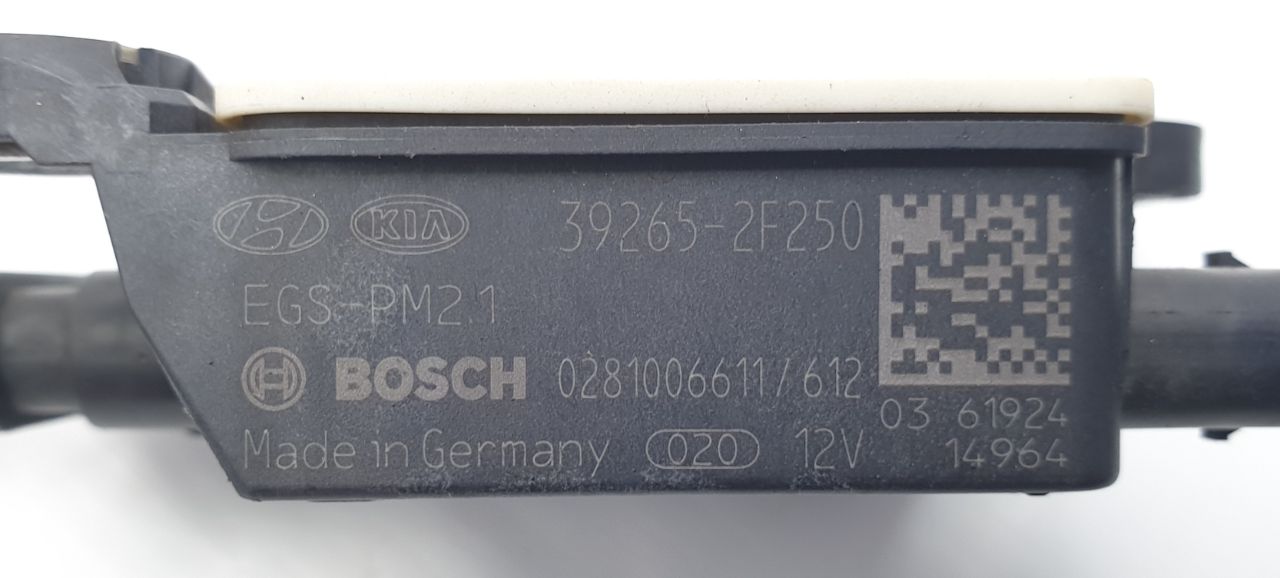 KIA 39265-2F250
EGS-PM2.1
BOSCH 0281006611/612
03 61924
Made in Germany 020 12V 14964